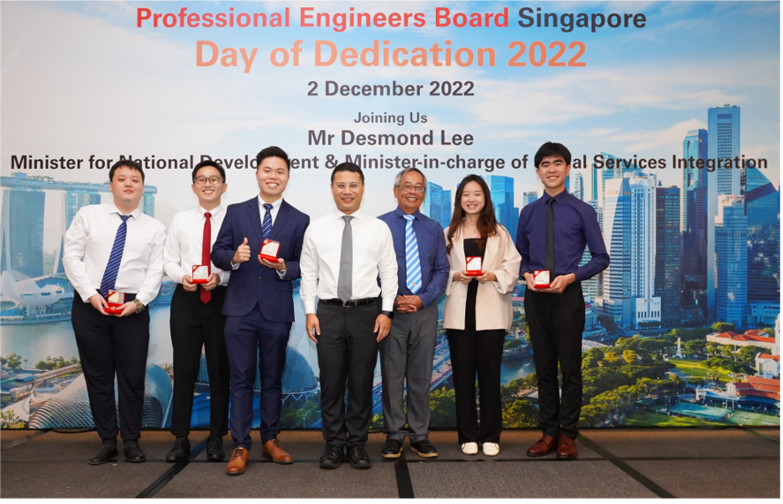 Professional Engineers Board Singapore
Day of Dedication 2022
2 December 2022
Joining Us
Mr Desmond Lee
Minister for National Development & Minister-in-charge of Services Integration